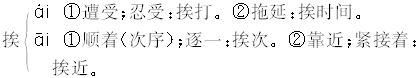 挨
ái ①遭受;忍受:挨打。②拖延:挨时间。
āi ①顺着(次序);逐一:挨次。②靠近;紧接着:
挨近。